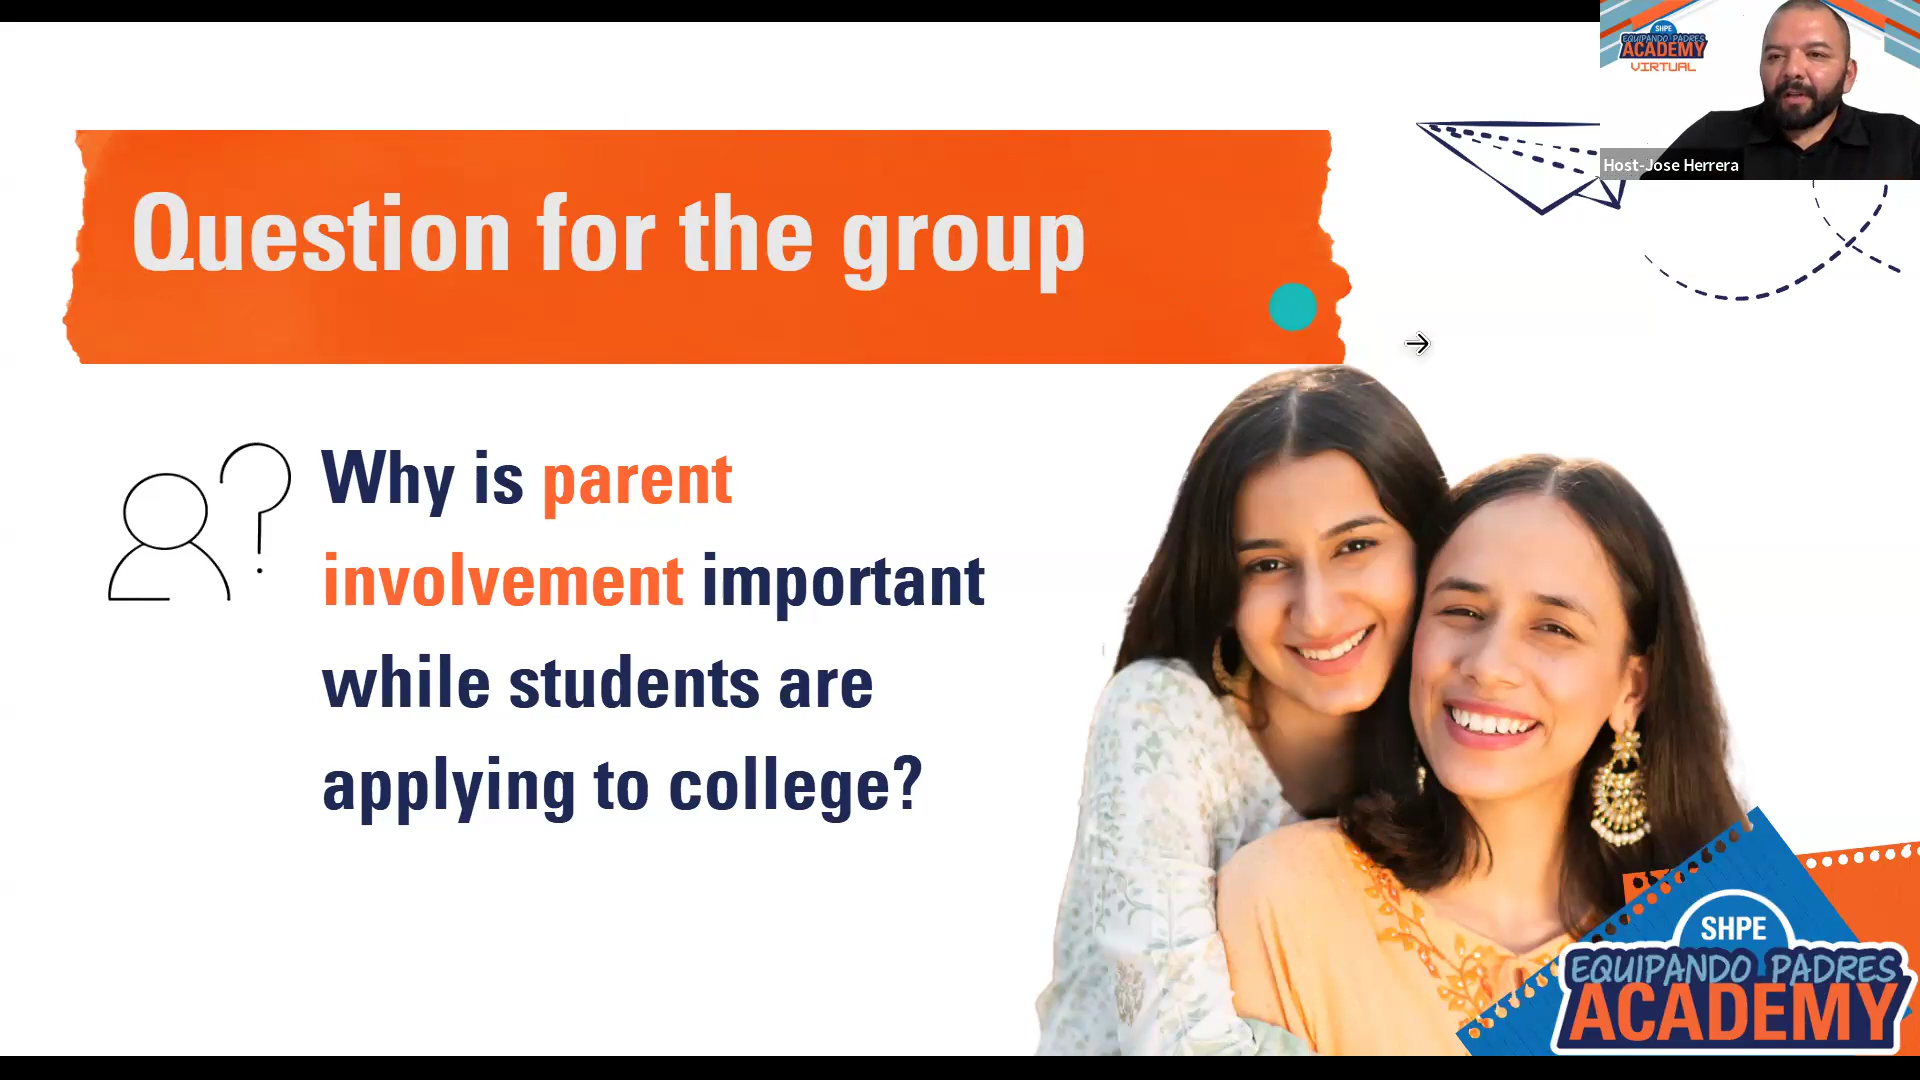 SHPE
EQUIPANDO PADRES
ACADEMY
VIRTUAL
Host-Jose Herrera
Question for the group
Why is parent
involvement important
while students are
applying to college?
SHPE
EQUIPANDO PADRES
ACADEMY